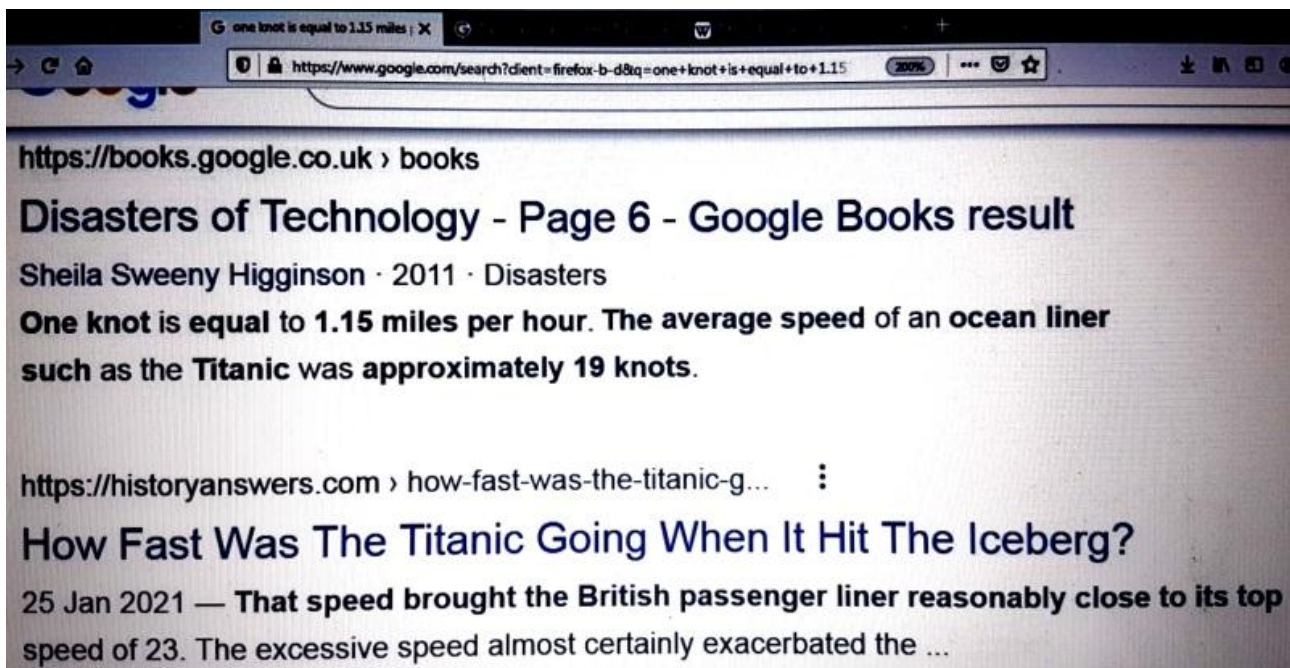 G one knot is equal to 1.15 miles p X
https://www.google.com/search?client=firefox-b-d&q=one+knot+is+equal+to+1.15
200%
https://books.google.co.uk › books
Disasters of Technology - Page 6 - Google Books result
Sheila Sweeny Higginson · 2011 · Disasters
One knot is equal to 1.15 miles per hour. The average speed of an ocean liner
such as the Titanic was approximately 19 knots.
https://historyanswers.com › how-fast-was-the-titanic-g...
How Fast Was The Titanic Going When It Hit The Iceberg?
25 Jan 2021 — That speed brought the British passenger liner reasonably close to its top
speed of 23. The excessive speed almost certainly exacerbated the ...